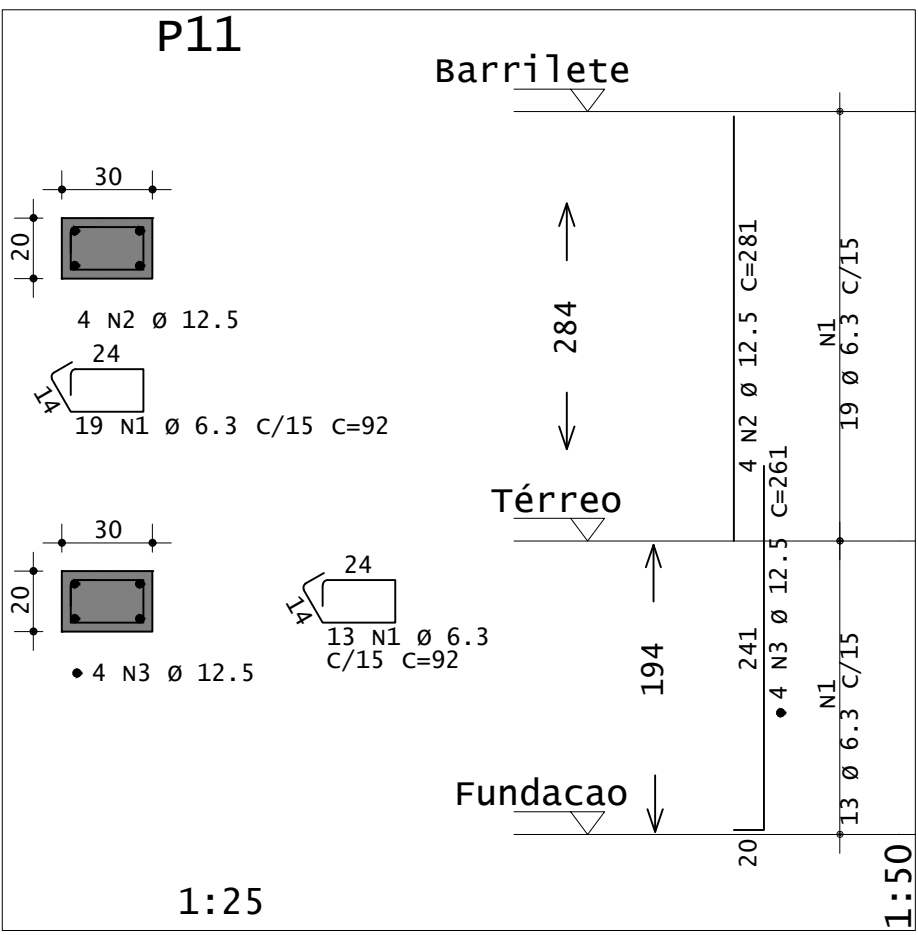 P11
Barrilete
30
20
4 N2 Ø 12.5
24
14
19 N1 Ø 6.3 C/15 C=92
284
4 N2 Ø 12.5 C=281
N1
19 Ø 6.3 C/15
Térreo
30
20
4 N3 Ø 12.5
24
14
13 N1 Ø 6.3
C/15 C=92
194
241
4 N3 Ø 12.5 C=261
N1
13 Ø 6.3 C/15
Fundacao
20
1:25
1:50